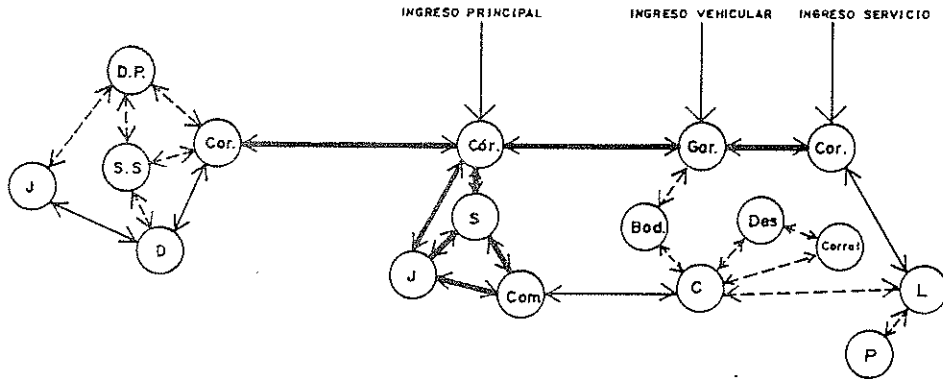 INGRESO PRINCIPAL
INGRESO VEHICULAR
INGRESO SERVICIO
D.P.
Cor.
Cór.
Gar.
Cor.
S.S
J
D
S
Bod.
Des
Corral
J
Com
C
L
P